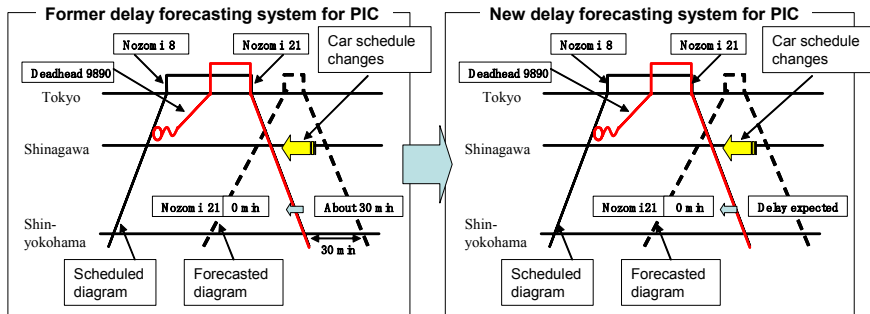 Former delay forecasting system for PIC
Nozomi 8
Nozomi 21
Car schedule
changes
Deadhead 9890
Tokyo
Shinagawa
Nozomi 21
0 min
About 30 min
Shin-
yokohama
30 min
Scheduled
diagram
Forecasted
diagram
New delay forecasting system for PIC
Nozomi 8
Nozomi 21
Car schedule
changes
Deadhead 9890
Tokyo
Shinagawa
Nozomi21
0 min
Delay expected
Shin-
yokohama
Scheduled
diagram
Forecasted
diagram